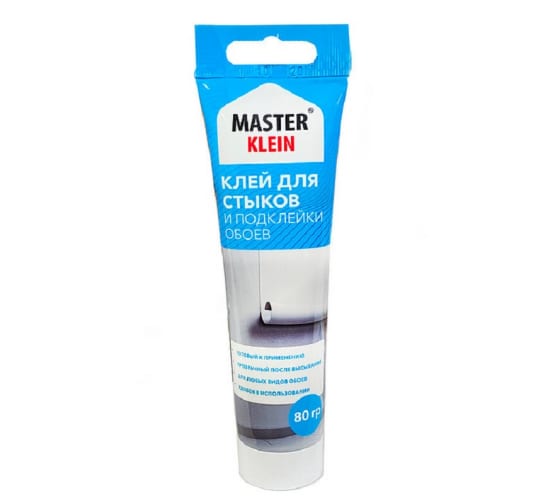 MASTER®
KLEIN
КЛЕЙ ДЛЯ
СТЫКОВ
И ПОДКЛЕЙКИ
ОБОЕВ
ГОТОВЫЙ К ПРИМЕНЕНИЮ
ПРОЗРАЧНЫЙ ПОСЛЕ ВЫСЫХАНИЯ
ДЛЯ ЛЮБЫХ ВИДОВ ОБОЕВ
УДОБЕН В ИСПОЛЬЗОВАНИИ
80 гр